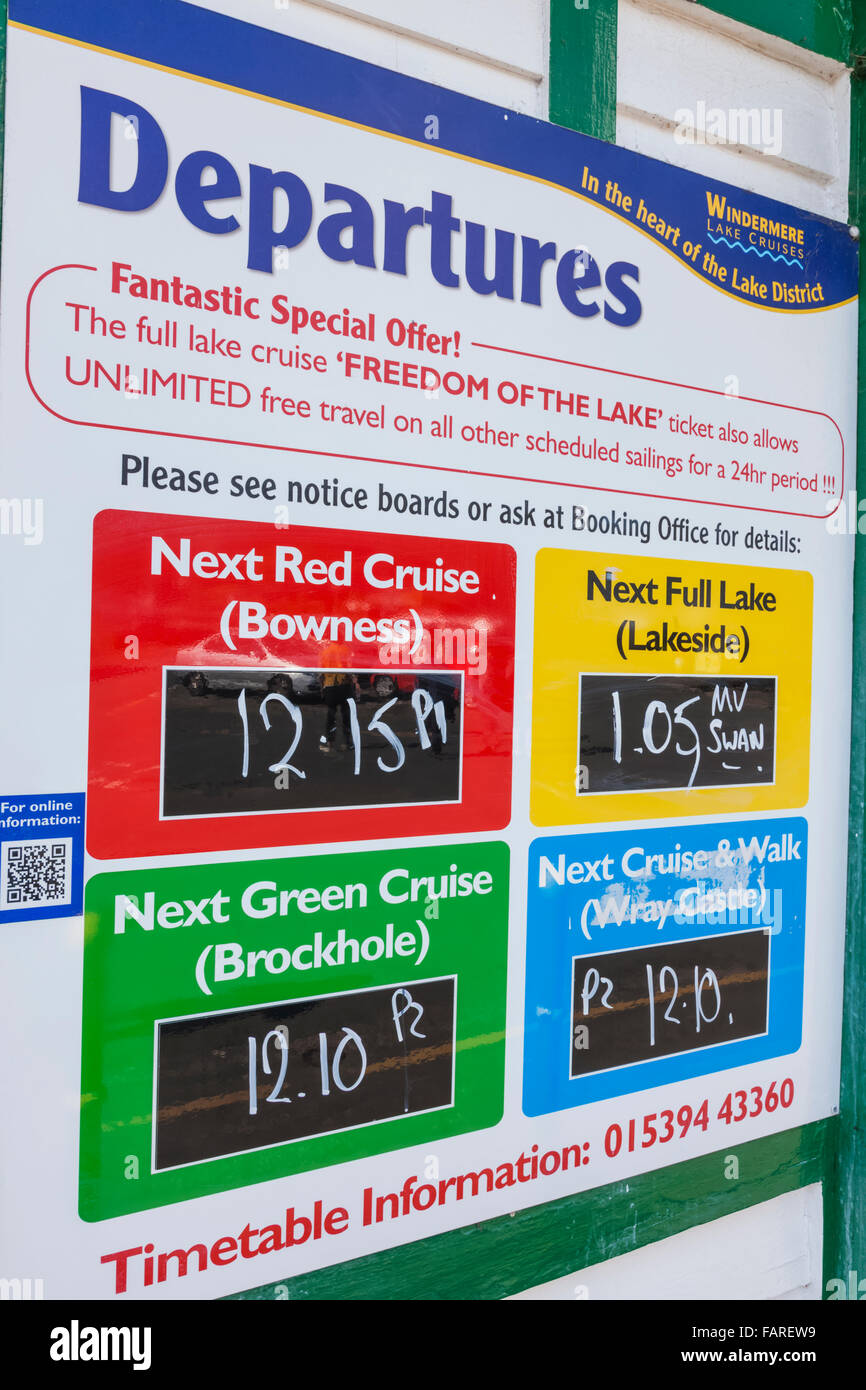 Departures
In the heart of the Lake District
WINDERMERE
LAKE CRUISES
Fantastic Special Offer!
The full lake cruise ‘FREEDOM OF THE LAKE’ ticket also allows
UNLIMITED free travel on all other scheduled sailings for a 24hr period !!!
Please see notice boards or ask at Booking Office for details:
Next Red Cruise
(Bowness)
12.15 P1
Next Full Lake
(Lakeside)
1.05 MV SWAN
For online
information:
Next Green Cruise
(Brockhole)
12.10 P2
Next Cruise & Walk
(Wray Castle)
P2 12.10.
Timetable Information: 015394 43360
alamy
Image ID: FAREW9
www.alamy.com